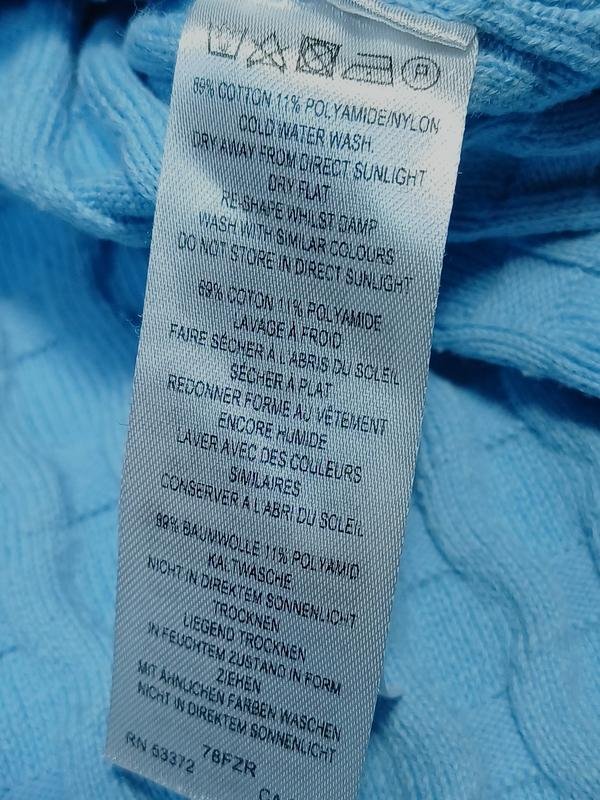 89% COTTON 11% POLYAMIDE/NYLON
COLD WATER WASH
DRY AWAY FROM DIRECT SUNLIGHT
DRY FLAT
RE-SHAPE WHILST DAMP
WASH WITH SIMILAR COLOURS
DO NOT STORE IN DIRECT SUNLIGHT
89% COTON 11% POLYAMIDE
LAVAGE À FROID
FAIRE SÉCHER À L'ABRIS DU SOLEIL
SÉCHER À PLAT
REDONNER FORME AU VÊTEMENT
ENCORE HUMIDE
LAVER AVEC DES COULEURS
SIMILAIRES
CONSERVER À L'ABRI DU SOLEIL
89% BAUMWOLLE 11% POLYAMID
KALTWASCHE
NICHT IN DIREKTEM SONNENLICHT
TROCKNEN
LIEGEND TROCKNEN
IN FEUCHTEM ZUSTAND IN FORM
ZIEHEN
MIT ÄHNLICHEN FARBEN WASCHEN
NICHT IN DIREKTEM SONNENLICHT
RN 53372 78FZR